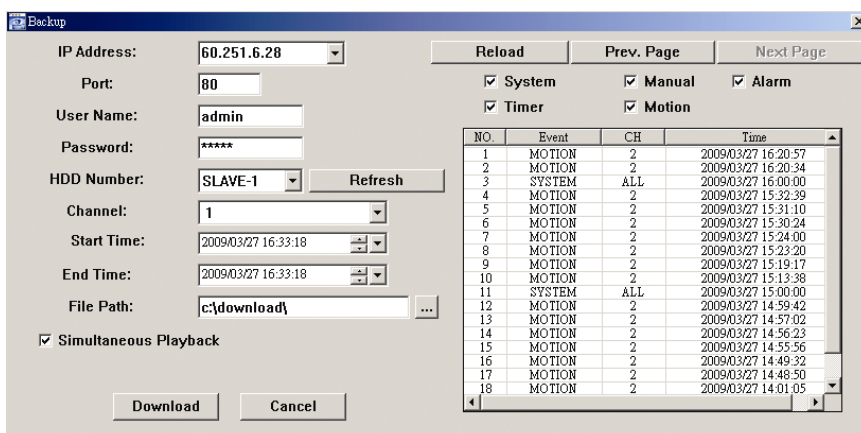 Backup
IP Address: 60.251.6.28
Port: 80
User Name: admin
Password: *****
HDD Number: SLAVE-1 Refresh
Channel: 1
Start Time: 2009/03/27 16:33:18
End Time: 2009/03/27 16:33:18
File Path: c:\download\ ...
Simultaneous Playback
Download Cancel
Reload Prev. Page Next Page
System Manual Alarm
Timer Motion
NO. Event CH Time
1 MOTION 2 2009/03/27 16:20:57
2 MOTION 2 2009/03/27 16:20:34
3 SYSTEM ALL 2009/03/27 16:00:00
4 MOTION 2 2009/03/27 15:32:39
5 MOTION 2 2009/03/27 15:31:10
6 MOTION 2 2009/03/27 15:30:24
7 MOTION 2 2009/03/27 15:24:00
8 MOTION 2 2009/03/27 15:23:20
9 MOTION 2 2009/03/27 15:19:17
10 MOTION 2 2009/03/27 15:13:38
11 SYSTEM ALL 2009/03/27 15:00:00
12 MOTION 2 2009/03/27 14:59:42
13 MOTION 2 2009/03/27 14:57:02
14 MOTION 2 2009/03/27 14:56:23
15 MOTION 2 2009/03/27 14:55:56
16 MOTION 2 2009/03/27 14:49:32
17 MOTION 2 2009/03/27 14:48:50
18 MOTION 2 2009/03/27 14:01:05